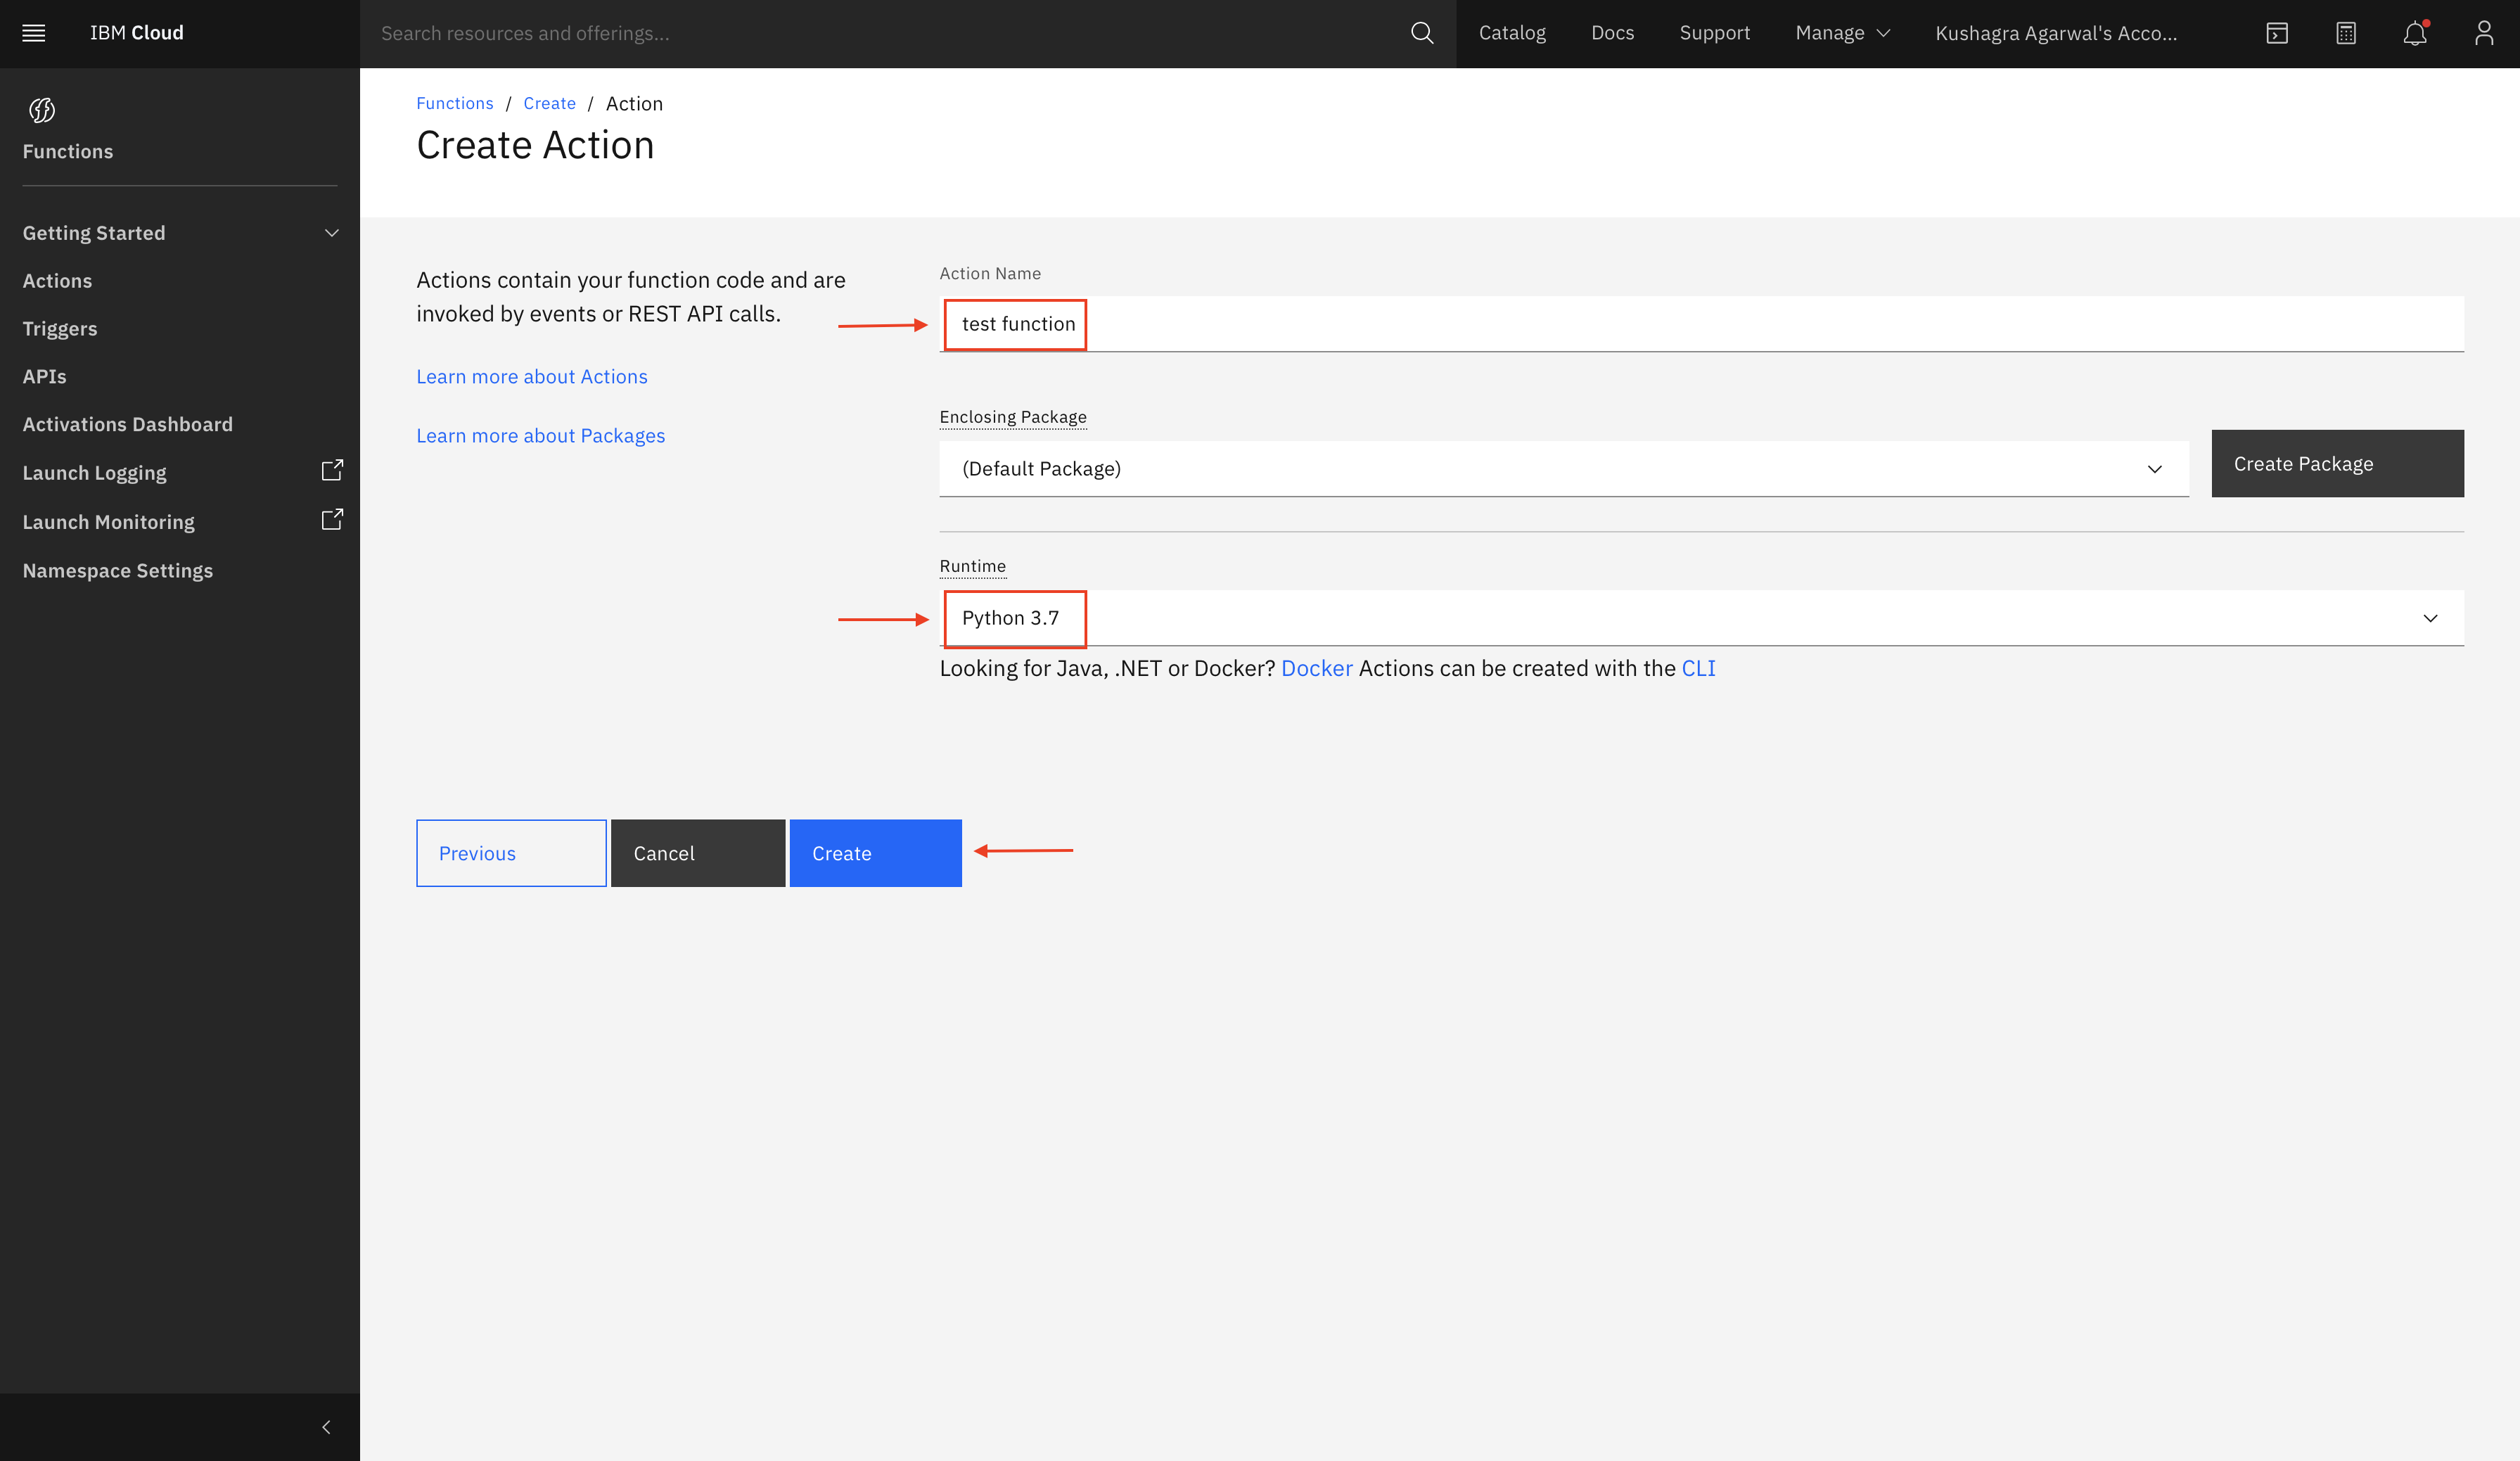 IBM Cloud
Search resources and offerings...
Catalog
Docs
Support
Manage
Kushagra Agarwal's Acco...
Functions
Getting Started
Actions
Triggers
APIs
Activations Dashboard
Launch Logging
Launch Monitoring
Namespace Settings
Functions / Create / Action
Create Action
Actions contain your function code and are
invoked by events or REST API calls.
Learn more about Actions
Learn more about Packages
Action Name
test function
Enclosing Package
(Default Package)
Create Package
Runtime
Python 3.7
Looking for Java, .NET or Docker? Docker Actions can be created with the CLI
Previous
Cancel
Create